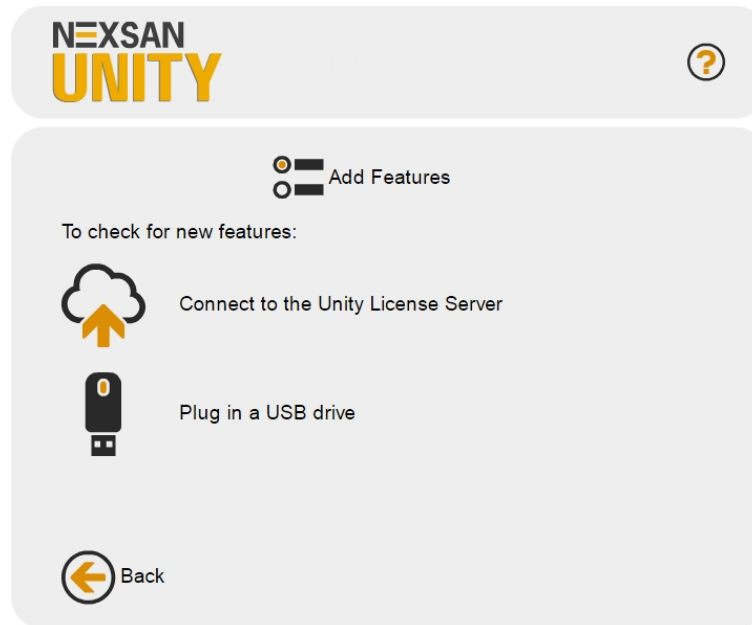 NEXSAN
UNITY
?
Add Features
To check for new features:
Connect to the Unity License Server
Plug in a USB drive
Back